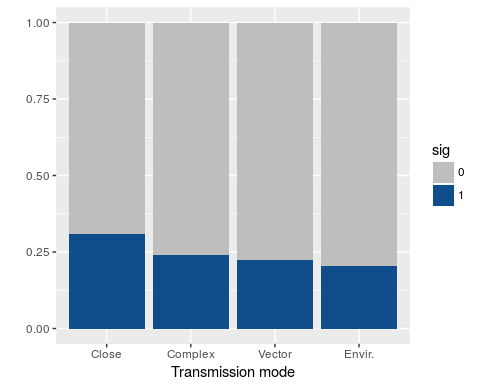 1.00
0.75
0.50
0.25
0.00
Close Complex Vector Envir.
Transmission mode
sig
0
1